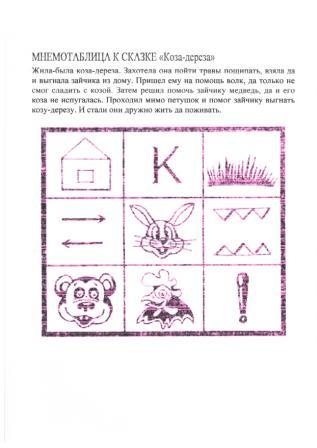 МНЕМОТАБЛИЦА К СКАЗКЕ «Коза-дереза»
Жила-была коза-дереза. Захотела она пойти травы пощипать, взяла да
и выгнала зайчика из дому. Пришел ему на помощь волк, да только не
смог сладить с козой. Затем решил помочь зайчику медведь, да и его
коза не испугалась. Проходил мимо петушок и помог зайчику выгнать
козу-дерезу. И стали они дружно жить да поживать.
К
!